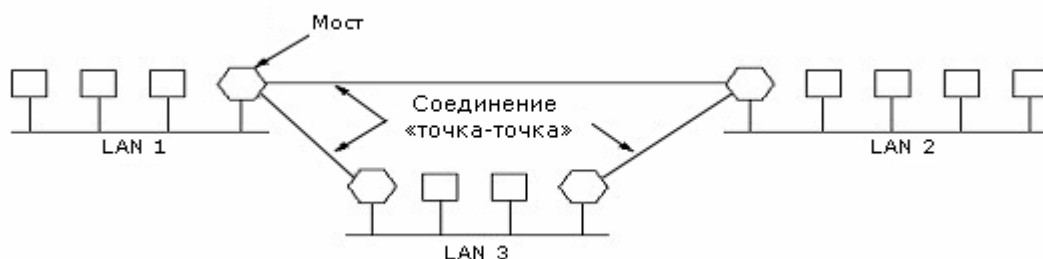 Мост
Соединение
«точка-точка»
LAN 1
LAN 2
LAN 3